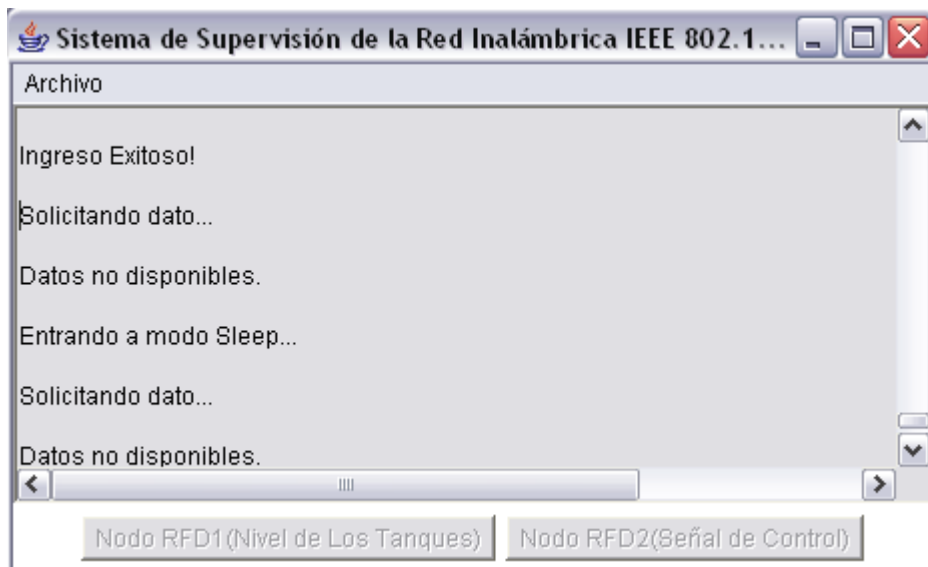 Sistema de Supervisión de la Red Inalámbrica IEEE 802.1...
Archivo
Ingreso Exitoso!
Solicitando dato...
Datos no disponibles.
Entrando a modo Sleep...
Solicitando dato...
Datos no disponibles.
Nodo RFD1(Nivel de Los Tanques) Nodo RFD2(Señal de Control)